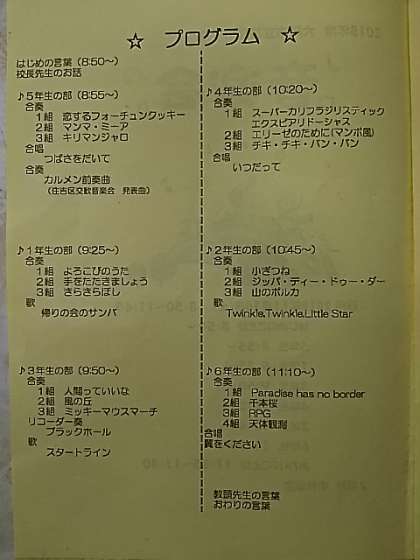 ☆ プログラム ☆
はじめの言葉（8:50～）
校長先生のお話
♪5年生の部（8:55～）
合奏
1組 恋するフォーチュンクッキー
2組 マンマ・ミーア
3組 キリマンジャロ
合唱
つばさをだいて
合奏
カルメン前奏曲
（住吉区交歓音楽会 発表曲）
♪1年生の部（9:25～）
合奏
1組 よろこびのうた
2組 手をたたきましょう
3組 きらきらぼし
歌
帰りの会のサンバ
♪3年生の部（9:50～）
合奏
1組 人間っていいな
2組 風の丘
3組 ミッキーマウスマーチ
リコーダー奏
ブラックホール
歌
スタートライン
♪4年生の部（10:20～）
合奏
1組 スーパーカリフラジリスティック
エクスピアリドーシャス
2組 エリーゼのために(マンボ風)
3組 チキ・チキ・バン・バン
合唱
いつだって
♪2年生の部（10:45～）
合奏
1組 小ぎつね
2組 ジッパ・ディー・ドゥー・ダー
3組 山のポルカ
歌
Twinkle,Twinkle,Little Star
♪6年生の部（11:10～）
合奏
1組 Paradise has no border
2組 千本桜
3組 RPG
4組 天体観測
合唱
翼をください
教頭先生の言葉
おわりの言葉